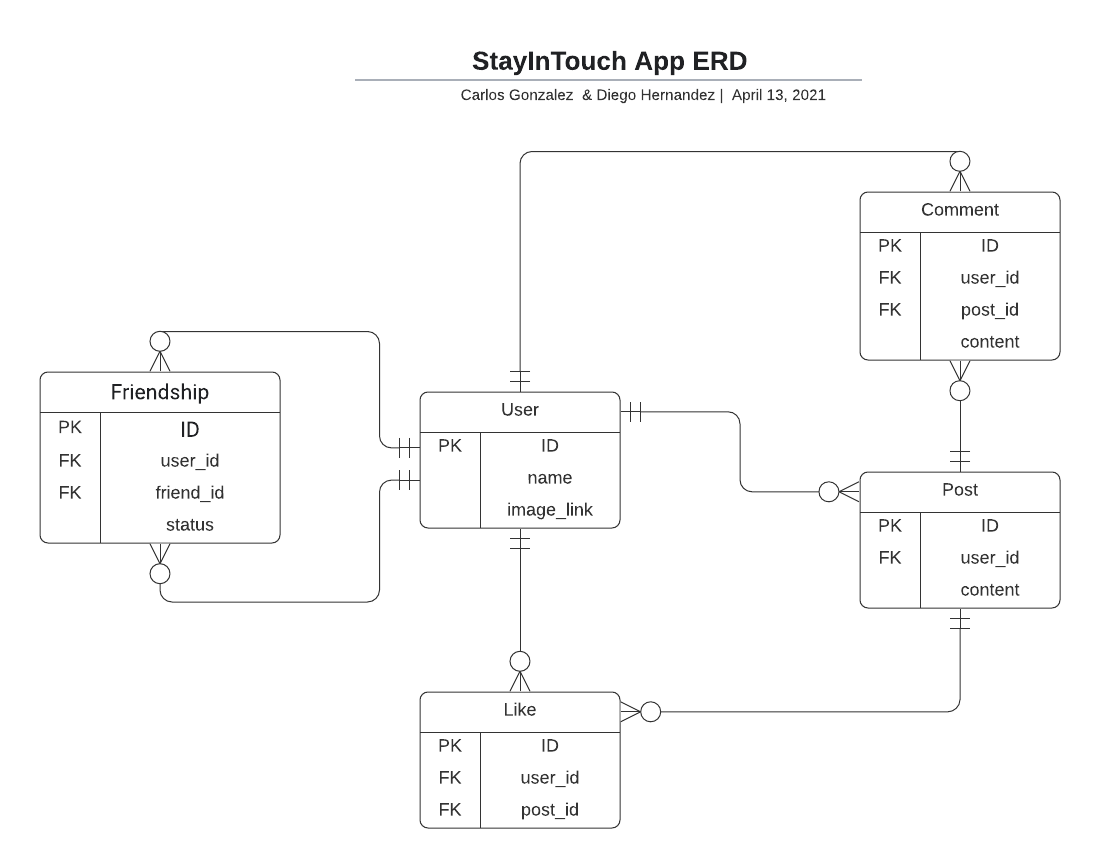 StayInTouch App ERD
Carlos Gonzalez & Diego Hernandez | April 13, 2021
Comment
PK ID
FK user_id
FK post_id
content
Friendship
PK ID
FK user_id
FK friend_id
status
User
PK ID
name
image_link
Post
PK ID
FK user_id
content
Like
PK ID
FK user_id
FK post_id